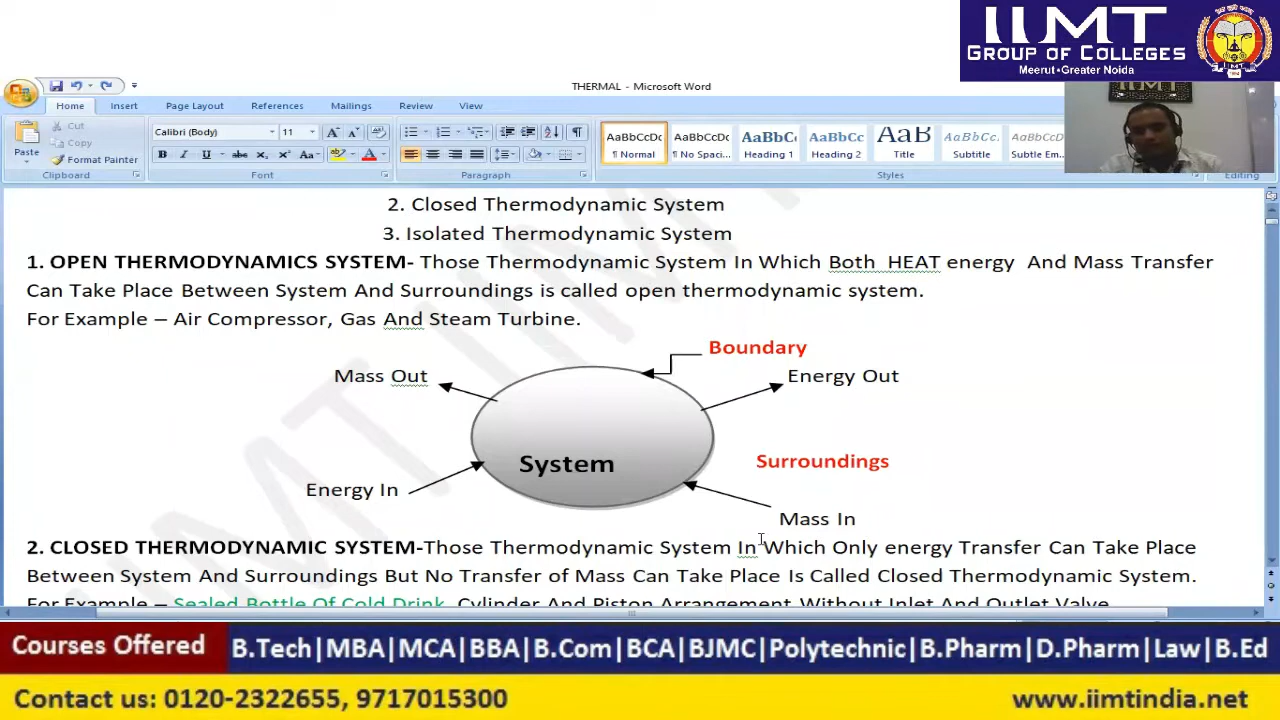 IIMT
GROUP OF COLLEGES
Meerut•Greater Noida
THERMAL - Microsoft Word
Home Insert Page Layout References Mailings Review View
Paste
Cut
Copy
Format Painter
Clipboard
Calibri (Body) 11
Font
Paragraph
AaBbCcDc AaBbCcDc AaBbC AaBbCc AaB AaBbCc. AaBbCcDc
¶ Normal ¶ No Spaci... Heading 1 Heading 2 Title Subtitle Subtle Em...
Styles
Editing
IIMT
2. Closed Thermodynamic System
3. Isolated Thermodynamic System
1. OPEN THERMODYNAMICS SYSTEM- Those Thermodynamic System In Which Both HEAT energy And Mass Transfer
Can Take Place Between System And Surroundings is called open thermodynamic system.
For Example – Air Compressor, Gas And Steam Turbine.
Boundary
Mass Out
Energy Out
System
Surroundings
Energy In
Mass In
2. CLOSED THERMODYNAMIC SYSTEM-Those Thermodynamic System In Which Only energy Transfer Can Take Place
Between System And Surroundings But No Transfer of Mass Can Take Place Is Called Closed Thermodynamic System.
For Example – Sealed Bottle Of Cold Drink, Cylinder And Piston Arrangement Without Inlet And Outlet Valve.
Courses Offered
B.Tech|MBA|MCA|BBA|B.Com|BCA|BJMC|Polytechnic|B.Pharm|D.Pharm|Law|B.Ed
Contact us: 0120-2322655, 9717015300
www.iimtindia.net